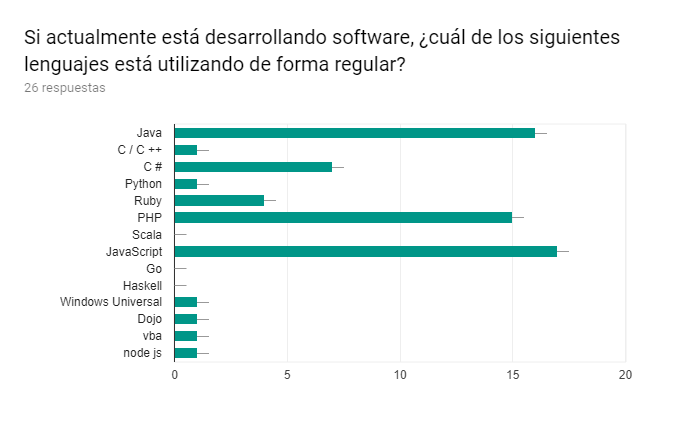 Si actualmente está desarrollando software, ¿cuál de los siguientes
lenguajes está utilizando de forma regular?
26 respuestas
Java
C / C ++
C #
Python
Ruby
PHP
Scala
JavaScript
Go
Haskell
Windows Universal
Dojo
vba
node js
0 5 10 15 20